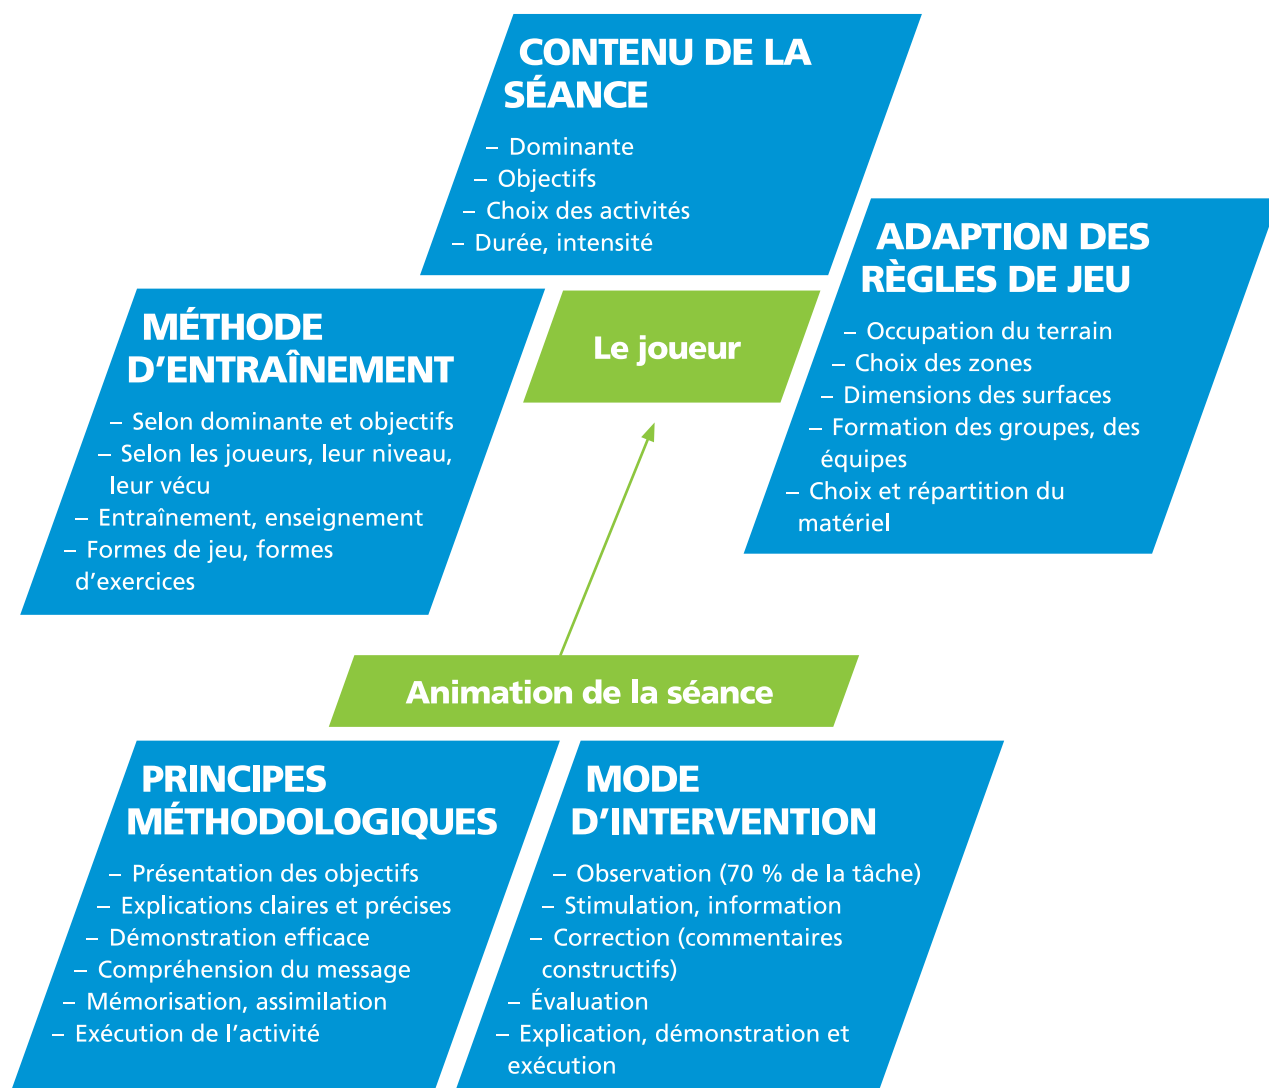 CONTENU DE LA
SÉANCE
– Dominante
– Objectifs
– Choix des activités
– Durée, intensité
ADAPTION DES
RÈGLES DE JEU
– Occupation du terrain
– Choix des zones
– Dimensions des surfaces
– Formation des groupes, des
équipes
– Choix et répartition du
matériel
MÉTHODE
D’ENTRAÎNEMENT
– Selon dominante et objectifs
– Selon les joueurs, leur niveau,
leur vécu
– Entraînement, enseignement
– Formes de jeu, formes
d’exercices
Le joueur
Animation de la séance
PRINCIPES
MÉTHODOLOGIQUES
– Présentation des objectifs
– Explications claires et précises
– Démonstration efficace
– Compréhension du message
– Mémorisation, assimilation
– Exécution de l’activité
MODE
D’INTERVENTION
– Observation (70 % de la tâche)
– Stimulation, information
– Correction (commentaires
constructifs)
– Évaluation
– Explication, démonstration et
exécution